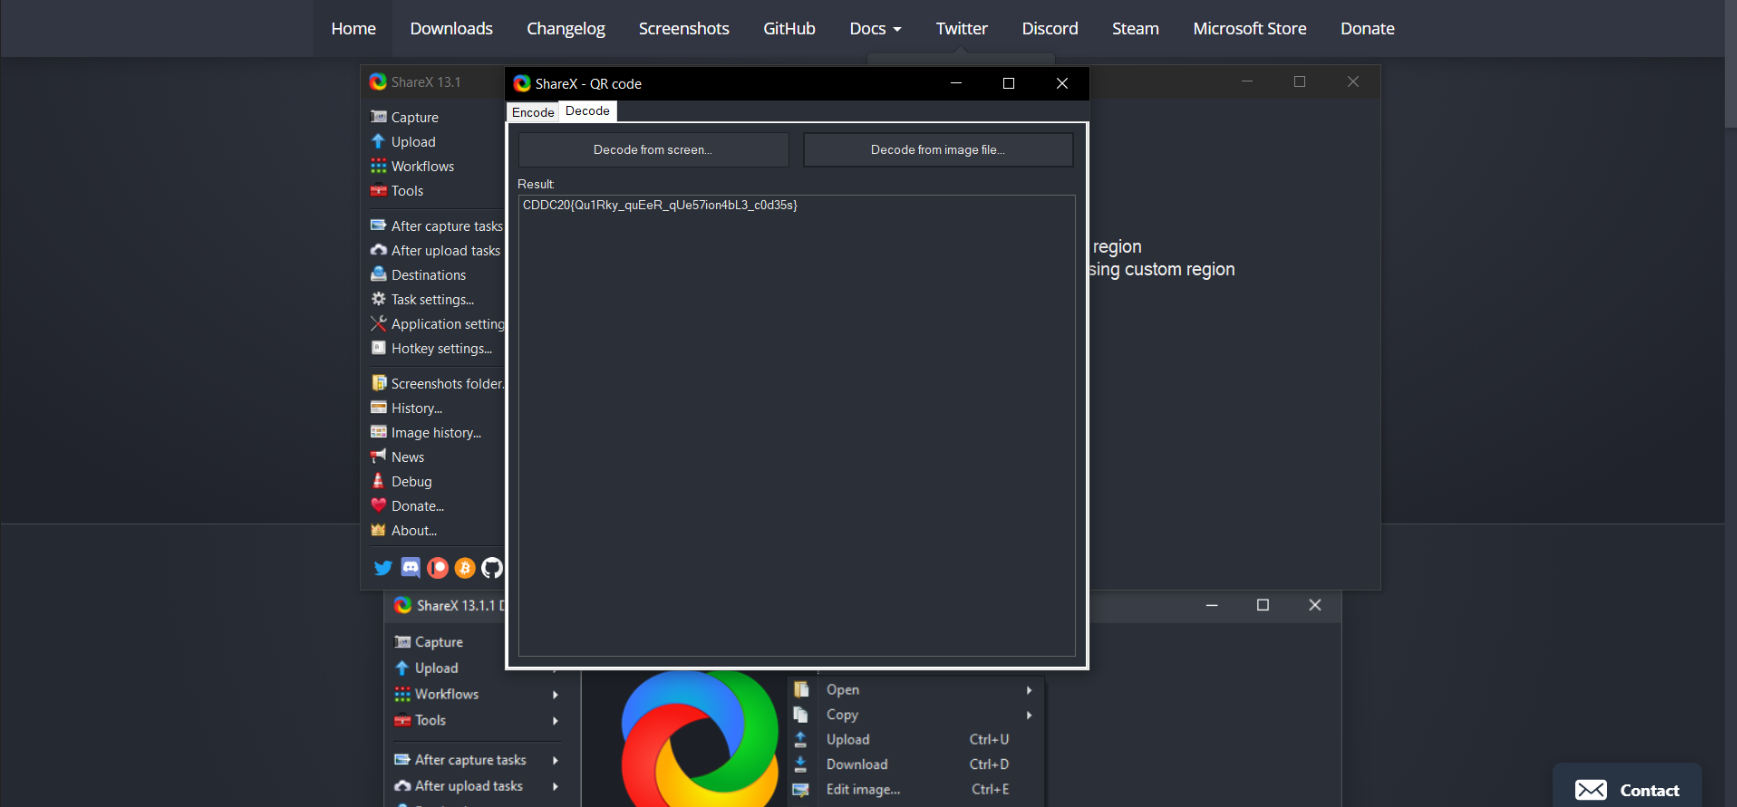 Home Downloads Changelog Screenshots GitHub Docs Twitter Discord Steam Microsoft Store Donate
ShareX 13.1
Capture
Upload
Workflows
Tools
After capture tasks
After upload tasks
Destinations
Task settings...
Application setting
Hotkey settings...
Screenshots folder.
History...
Image history...
News
Debug
Donate...
About...
ShareX - QR code
Encode Decode
Decode from screen... Decode from image file...
Result:
CDDC20{Qu1Rky_quEeR_qUe57ion4bL3_c0d35s}
region
sing custom region
ShareX 13.1.1 D
Capture
Upload
Workflows
Tools
After capture tasks
After upload tasks
Open
Copy
Upload Ctrl+U
Download Ctrl+D
Edit image... Ctrl+E
Contact